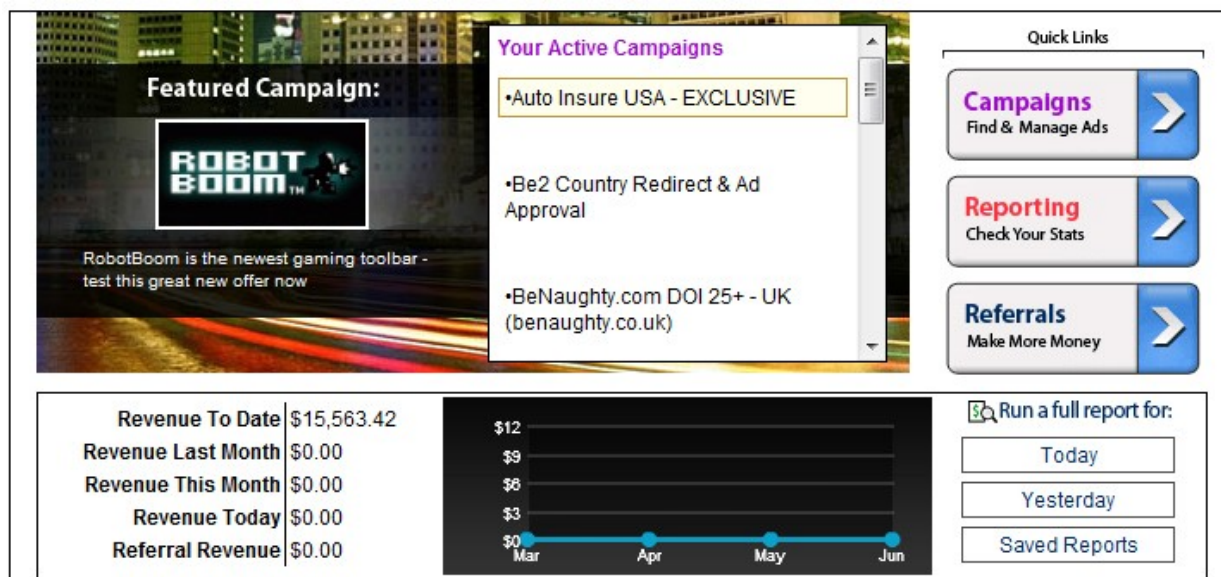 Featured Campaign:
ROBOT
BOOM TM
RobotBoom is the newest gaming toolbar -
test this great new offer now
Your Active Campaigns
•Auto Insure USA - EXCLUSIVE
•Be2 Country Redirect & Ad
Approval
•BeNaughty.com DOI 25+ - UK
(benaughty.co.uk)
Quick Links
Campaigns
Find & Manage Ads
Reporting
Check Your Stats
Referrals
Make More Money
Revenue To Date $15,563.42
Revenue Last Month $0.00
Revenue This Month $0.00
Revenue Today $0.00
Referral Revenue $0.00
$12
$9
$6
$3
$0
Mar Apr May Jun
$ Run a full report for:
Today
Yesterday
Saved Reports